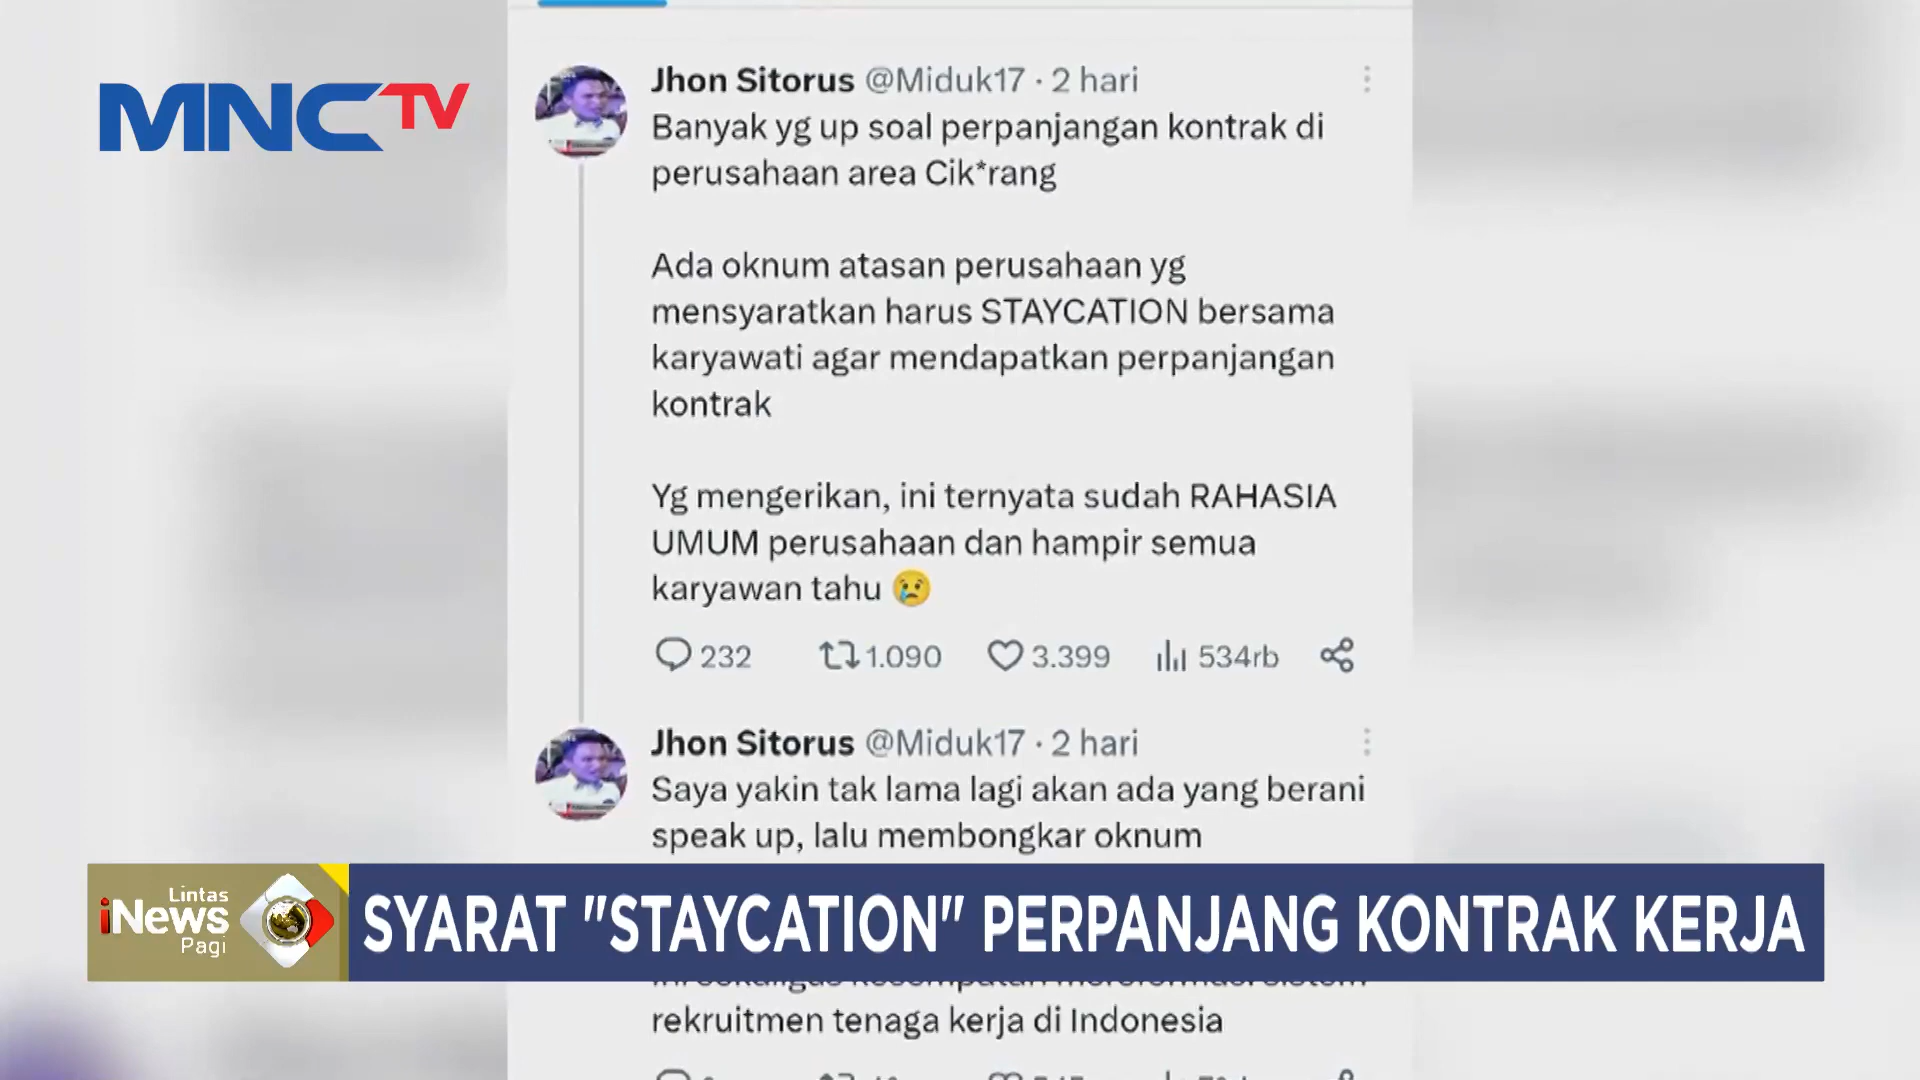 MNCTV
Jhon Sitorus @Miduk17 · 2 hari
Banyak yg up soal perpanjangan kontrak di
perusahaan area Cik*rang
Ada oknum atasan perusahaan yg
mensyaratkan harus STAYCATION bersama
karyawati agar mendapatkan perpanjangan
kontrak
Yg mengerikan, ini ternyata sudah RAHASIA
UMUM perusahaan dan hampir semua
karyawan tahu 😢
232 1.090 3.399 534rb
Jhon Sitorus @Miduk17 · 2 hari
Saya yakin tak lama lagi akan ada yang berani
speak up, lalu membongkar oknum
Lintas
iNews
Pagi
SYARAT "STAYCATION" PERPANJANG KONTRAK KERJA
rekruitmen tenaga kerja di Indonesia